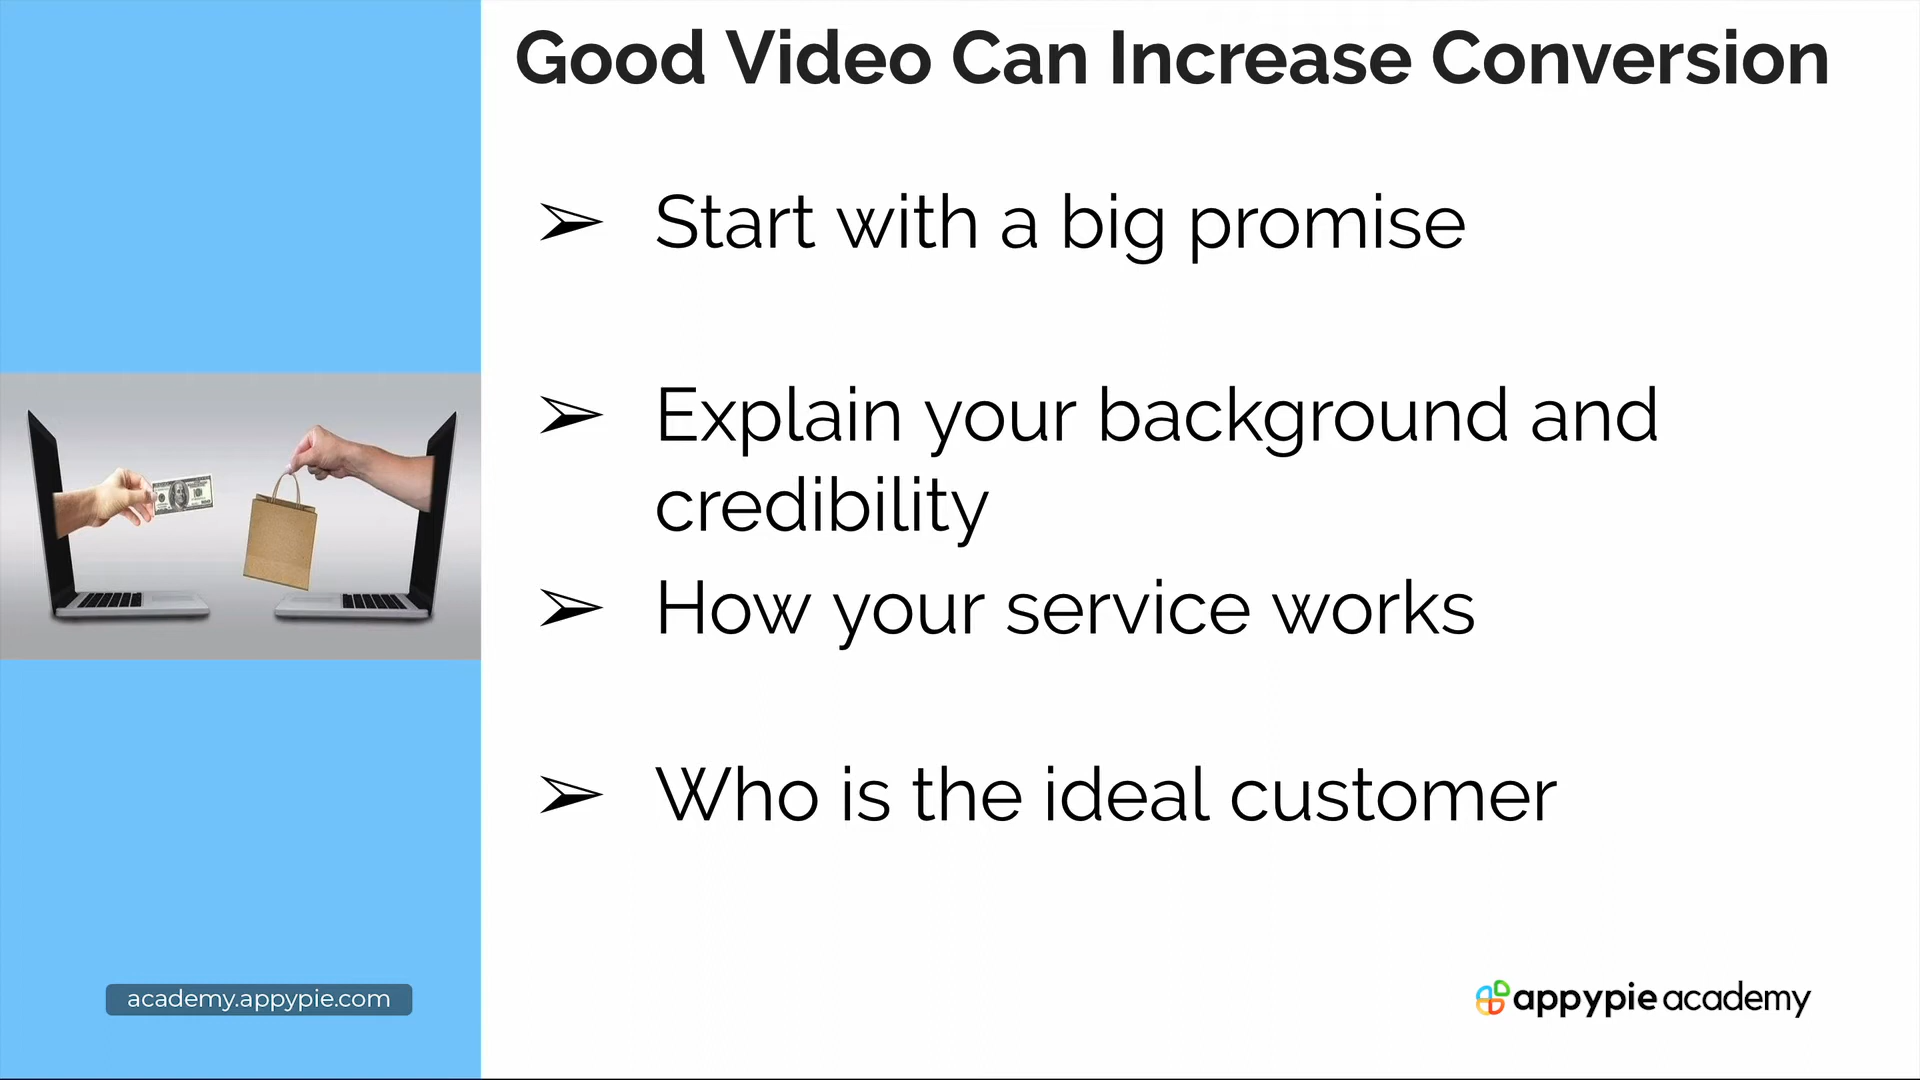 Good Video Can Increase Conversion
➢ Start with a big promise
➢ Explain your background and
credibility
➢ How your service works
➢ Who is the ideal customer
academy.appypie.com
appypie academy